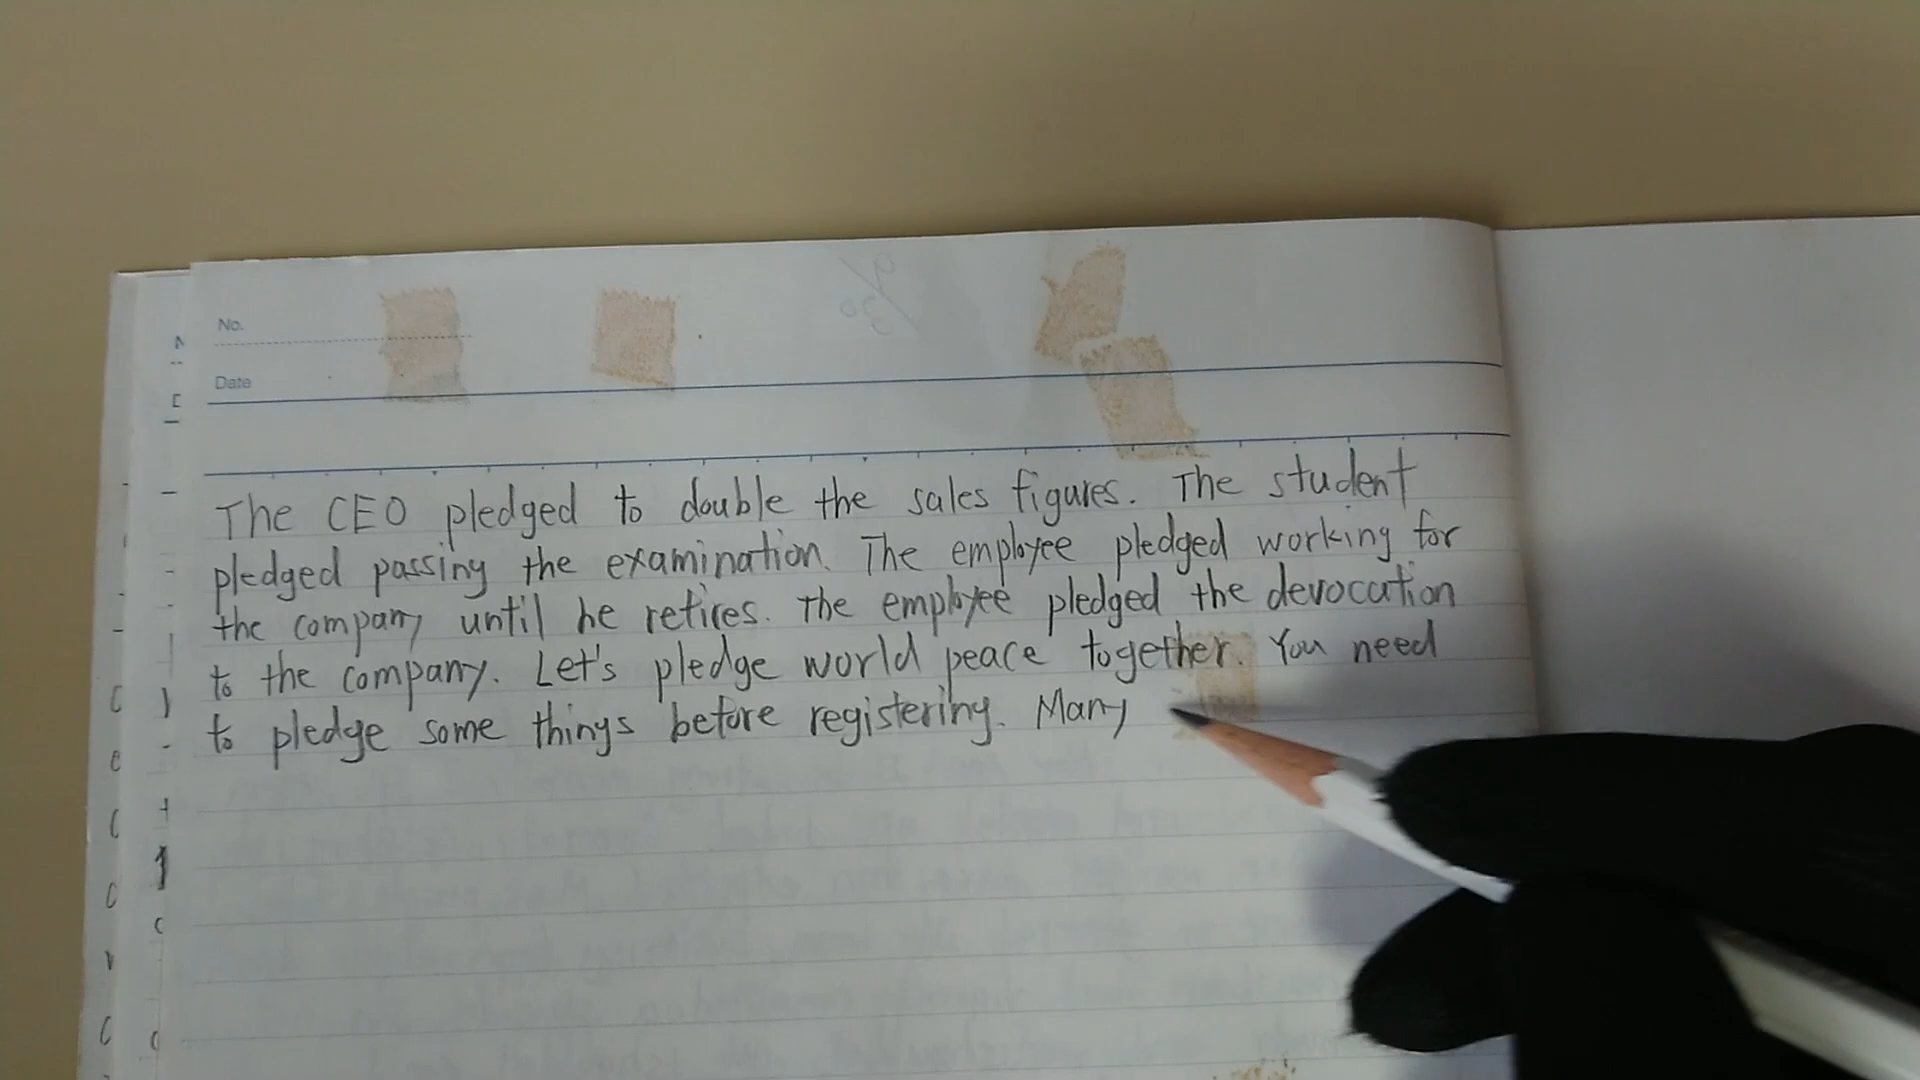 No.
Date
The CEO pledged to double the sales figures. The student
pledged passing the examination. The employee pledged working for
the company until he retires. The employee pledged the devocation
to the company. Let's pledge world peace together. You need
to pledge some things before registering. Many